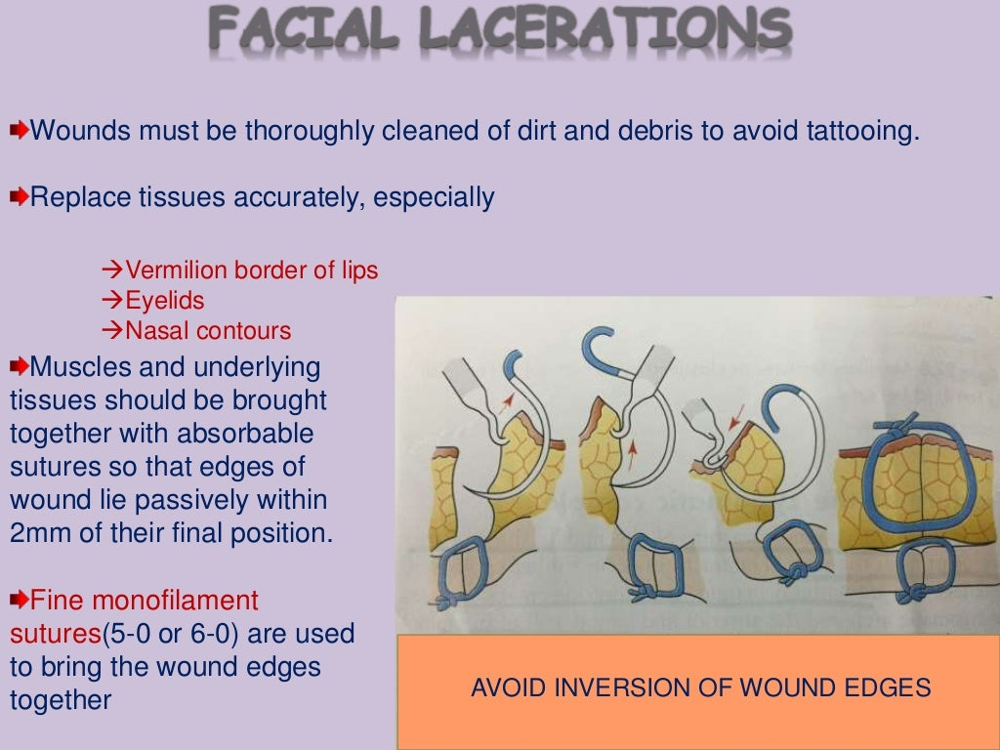 FACIAL LACERATIONS
Wounds must be thoroughly cleaned of dirt and debris to avoid tattooing.
Replace tissues accurately, especially
→Vermilion border of lips
→Eyelids
→Nasal contours
Muscles and underlying
tissues should be brought
together with absorbable
sutures so that edges of
wound lie passively within
2mm of their final position.
Fine monofilament
sutures(5-0 or 6-0) are used
to bring the wound edges
together
AVOID INVERSION OF WOUND EDGES